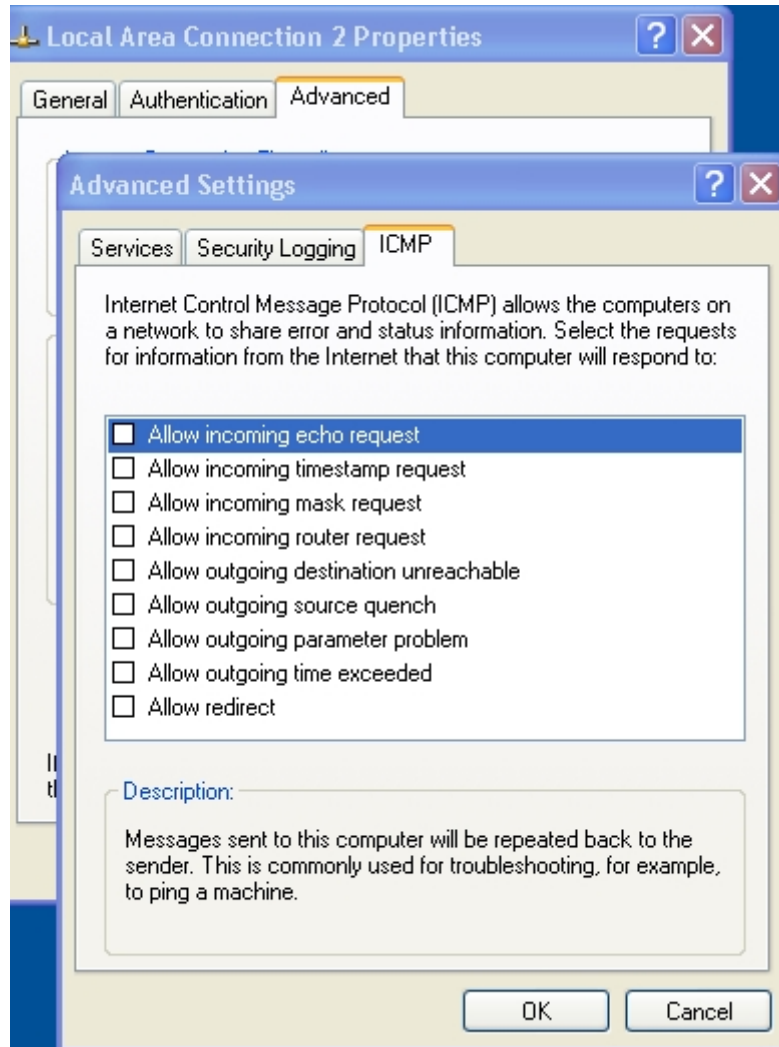 Local Area Connection 2 Properties
General Authentication Advanced
Advanced Settings
Services Security Logging ICMP
Internet Control Message Protocol (ICMP) allows the computers on
a network to share error and status information. Select the requests
for information from the Internet that this computer will respond to:
Allow incoming echo request
Allow incoming timestamp request
Allow incoming mask request
Allow incoming router request
Allow outgoing destination unreachable
Allow outgoing source quench
Allow outgoing parameter problem
Allow outgoing time exceeded
Allow redirect
Description:
Messages sent to this computer will be repeated back to the
sender. This is commonly used for troubleshooting, for example,
to ping a machine.
OK Cancel